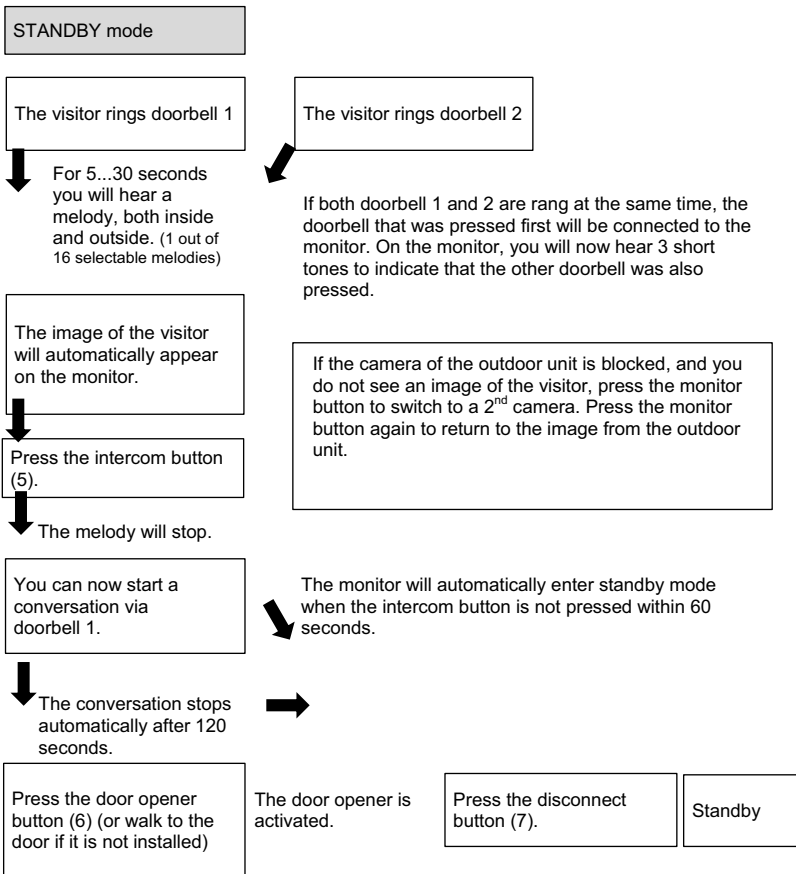 STANDBY mode
The visitor rings doorbell 1
The visitor rings doorbell 2
For 5...30 seconds
you will hear a
melody, both inside
and outside. (1 out of
16 selectable melodies)
If both doorbell 1 and 2 are rang at the same time, the
doorbell that was pressed first will be connected to the
monitor. On the monitor, you will now hear 3 short
tones to indicate that the other doorbell was also
pressed.
The image of the visitor
will automatically appear
on the monitor.
If the camera of the outdoor unit is blocked, and you
do not see an image of the visitor, press the monitor
button to switch to a 2nd camera. Press the monitor
button again to return to the image from the outdoor
unit.
Press the intercom button
(5).
The melody will stop.
You can now start a
conversation via
doorbell 1.
The monitor will automatically enter standby mode
when the intercom button is not pressed within 60
seconds.
The conversation stops
automatically after 120
seconds.
Press the door opener
button (6) (or walk to the
door if it is not installed)
The door opener is
activated.
Press the disconnect
button (7).
Standby